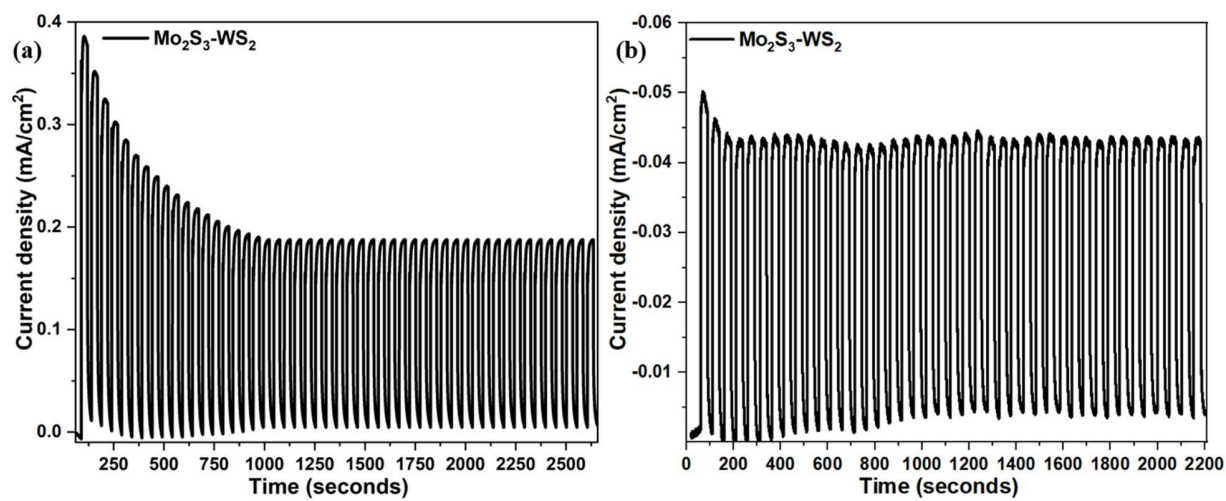 (a)
Mo₂S₃-WS₂
Current density (mA/cm²)
0.4
0.3
0.2
0.1
0.0
250 500 750 1000 1250 1500 1750 2000 2250 2500
Time (seconds)
(b)
Mo₂S₃-WS₂
Current density (mA/cm²)
-0.06
-0.05
-0.04
-0.03
-0.02
-0.01
0 200 400 600 800 1000 1200 1400 1600 1800 2000 2200
Time (seconds)